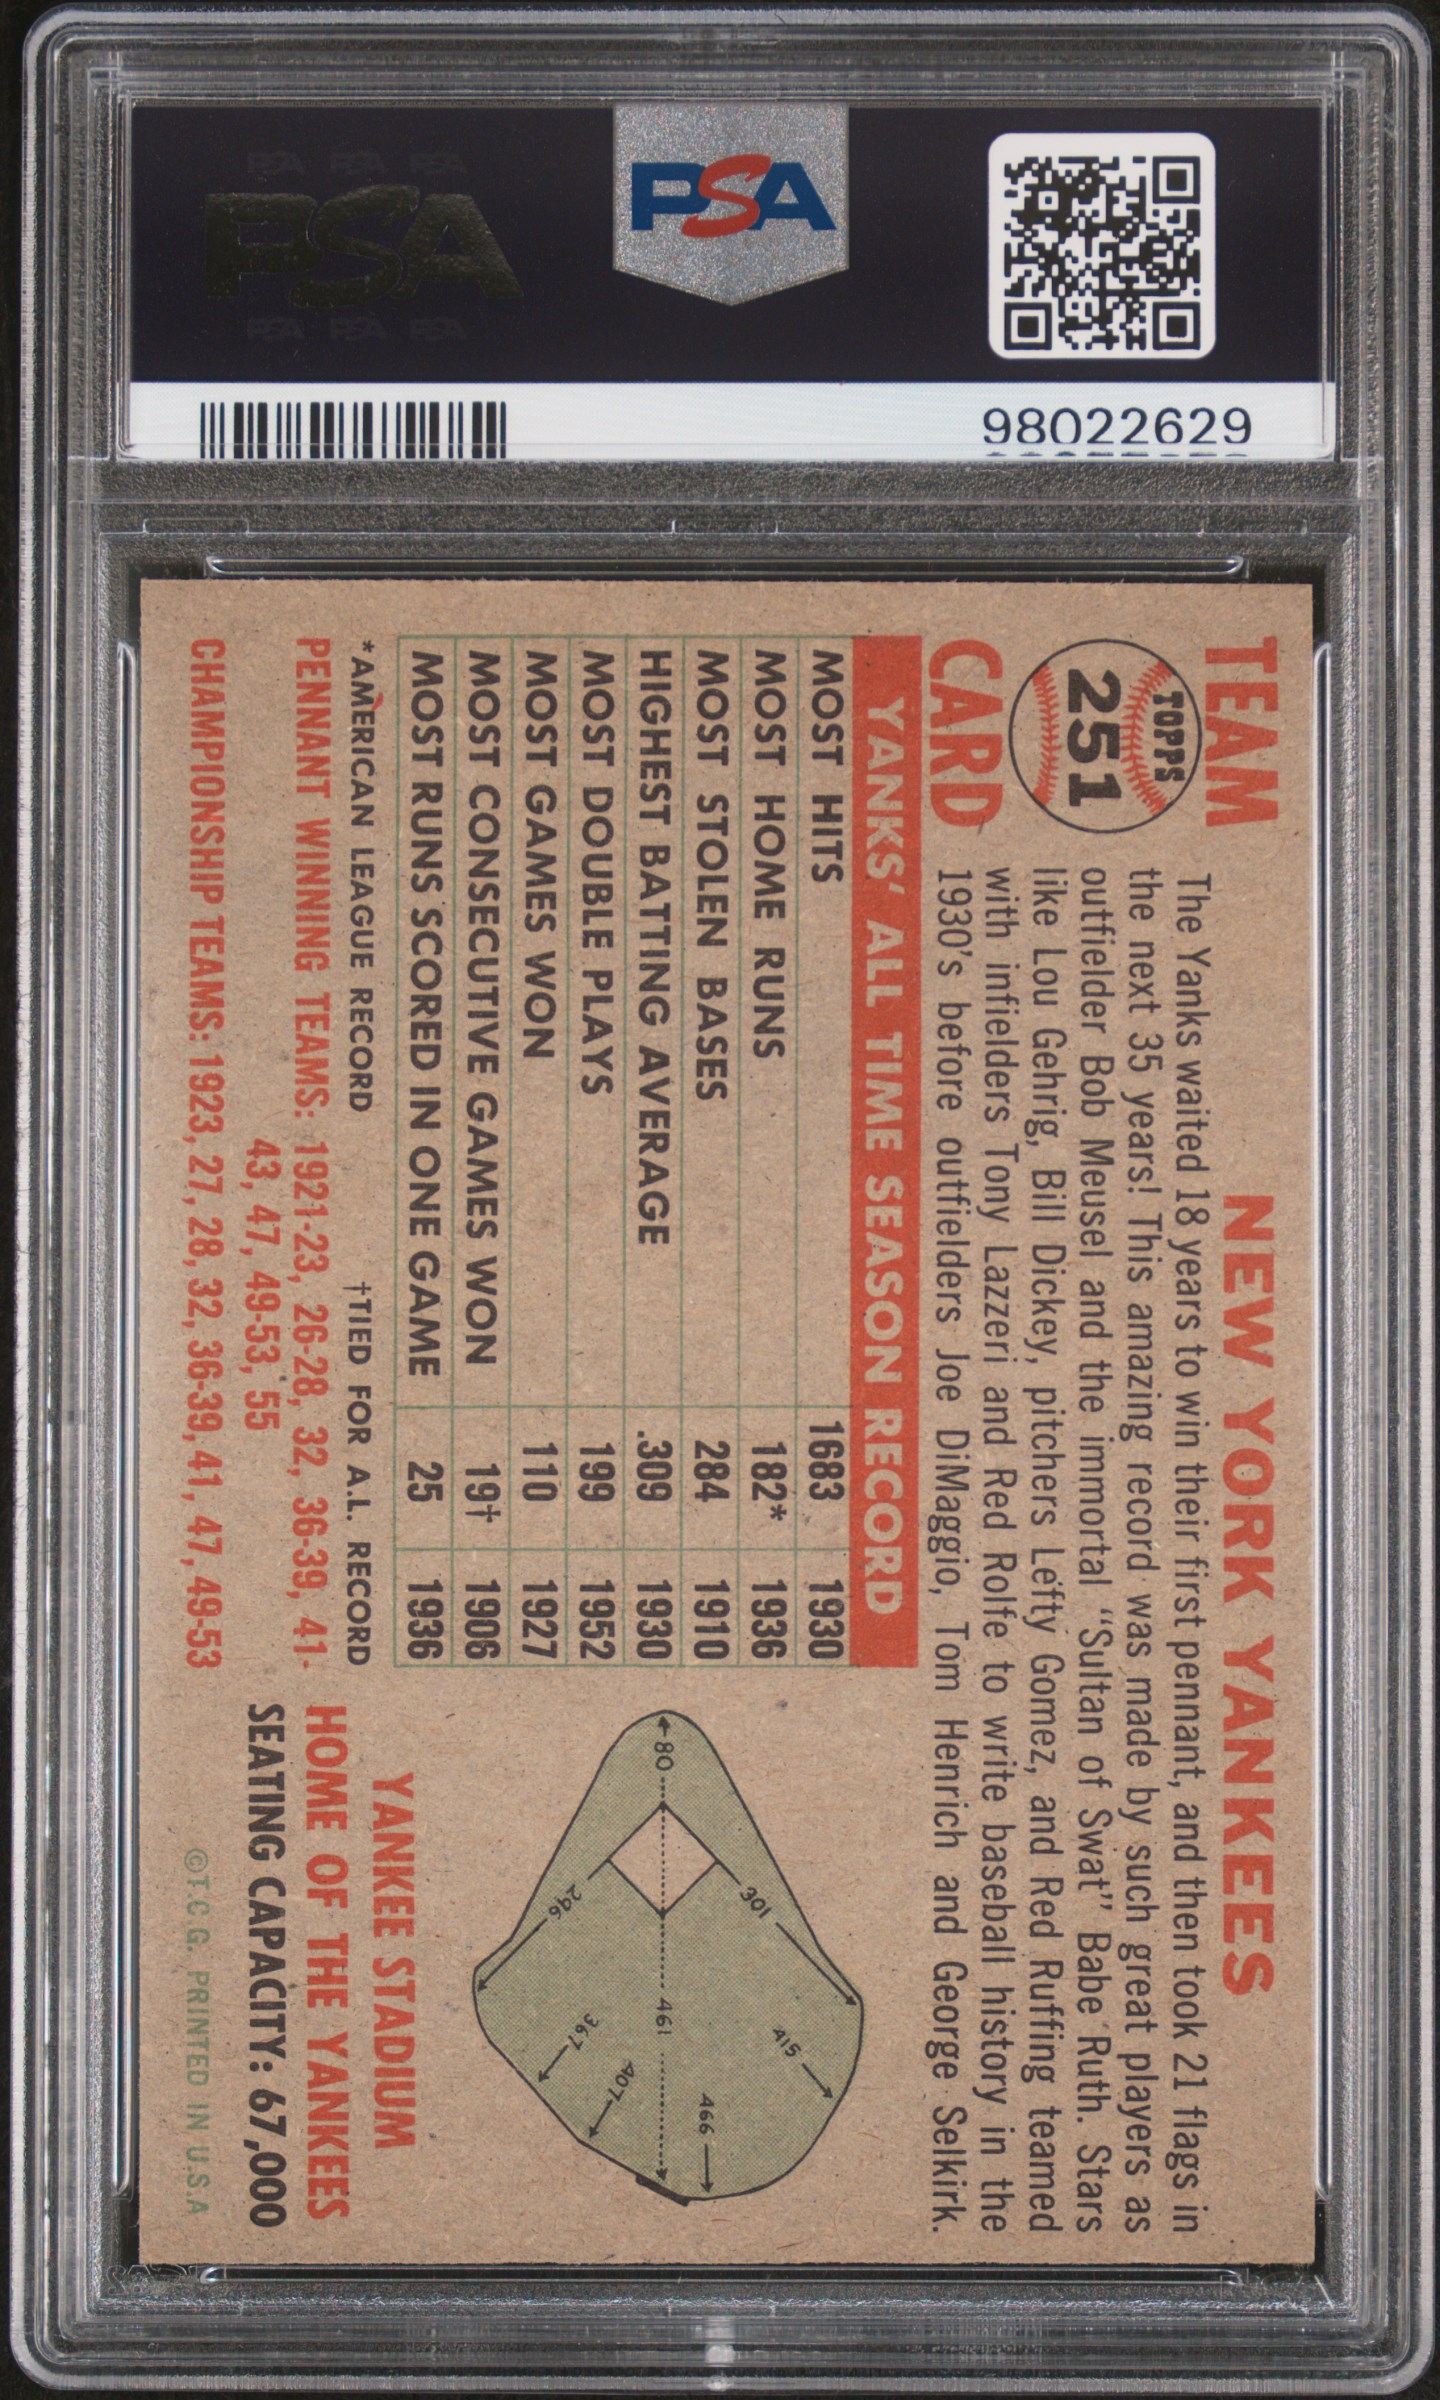 PSA PSA PSA
PSA
PSA PSA PSA
PSA
98022629
TEAM
TOPPS
251
CARD
NEW YORK YANKEES
The Yanks waited 18 years to win their first pennant, and then took 21 flags in
the next 35 years! This amazing record was made by such great players as
outfielder Bob Meusel and the immortal "Sultan of Swat" Babe Ruth. Stars
like Lou Gehrig, Bill Dickey, pitchers Lefty Gomez, and Red Ruffing teamed
with infielders Tony Lazzeri and Red Rolfe to write baseball history in the
1930's before outfielders Joe DiMaggio, Tom Henrich and George Selkirk.
YANKS' ALL TIME SEASON RECORD
MOST HITS 1683 1930
MOST HOME RUNS 182* 1936
MOST STOLEN BASES 284 1910
HIGHEST BATTING AVERAGE .309 1930
MOST DOUBLE PLAYS 199 1952
MOST GAMES WON 110 1927
MOST CONSECUTIVE GAMES WON 19† 1906
MOST RUNS SCORED IN ONE GAME 25 1936
*AMERICAN LEAGUE RECORD †TIED FOR A.L. RECORD
PENNANT WINNING TEAMS: 1921-23, 26-28, 32, 36-39, 41-
43, 47, 49-53, 55
CHAMPIONSHIP TEAMS: 1923, 27, 28, 32, 36-39, 41, 47, 49-53
80
301
296
461
415
466
407
367
YANKEE STADIUM
HOME OF THE YANKEES
SEATING CAPACITY: 67,000
©T.C.G. PRINTED IN U.S.A